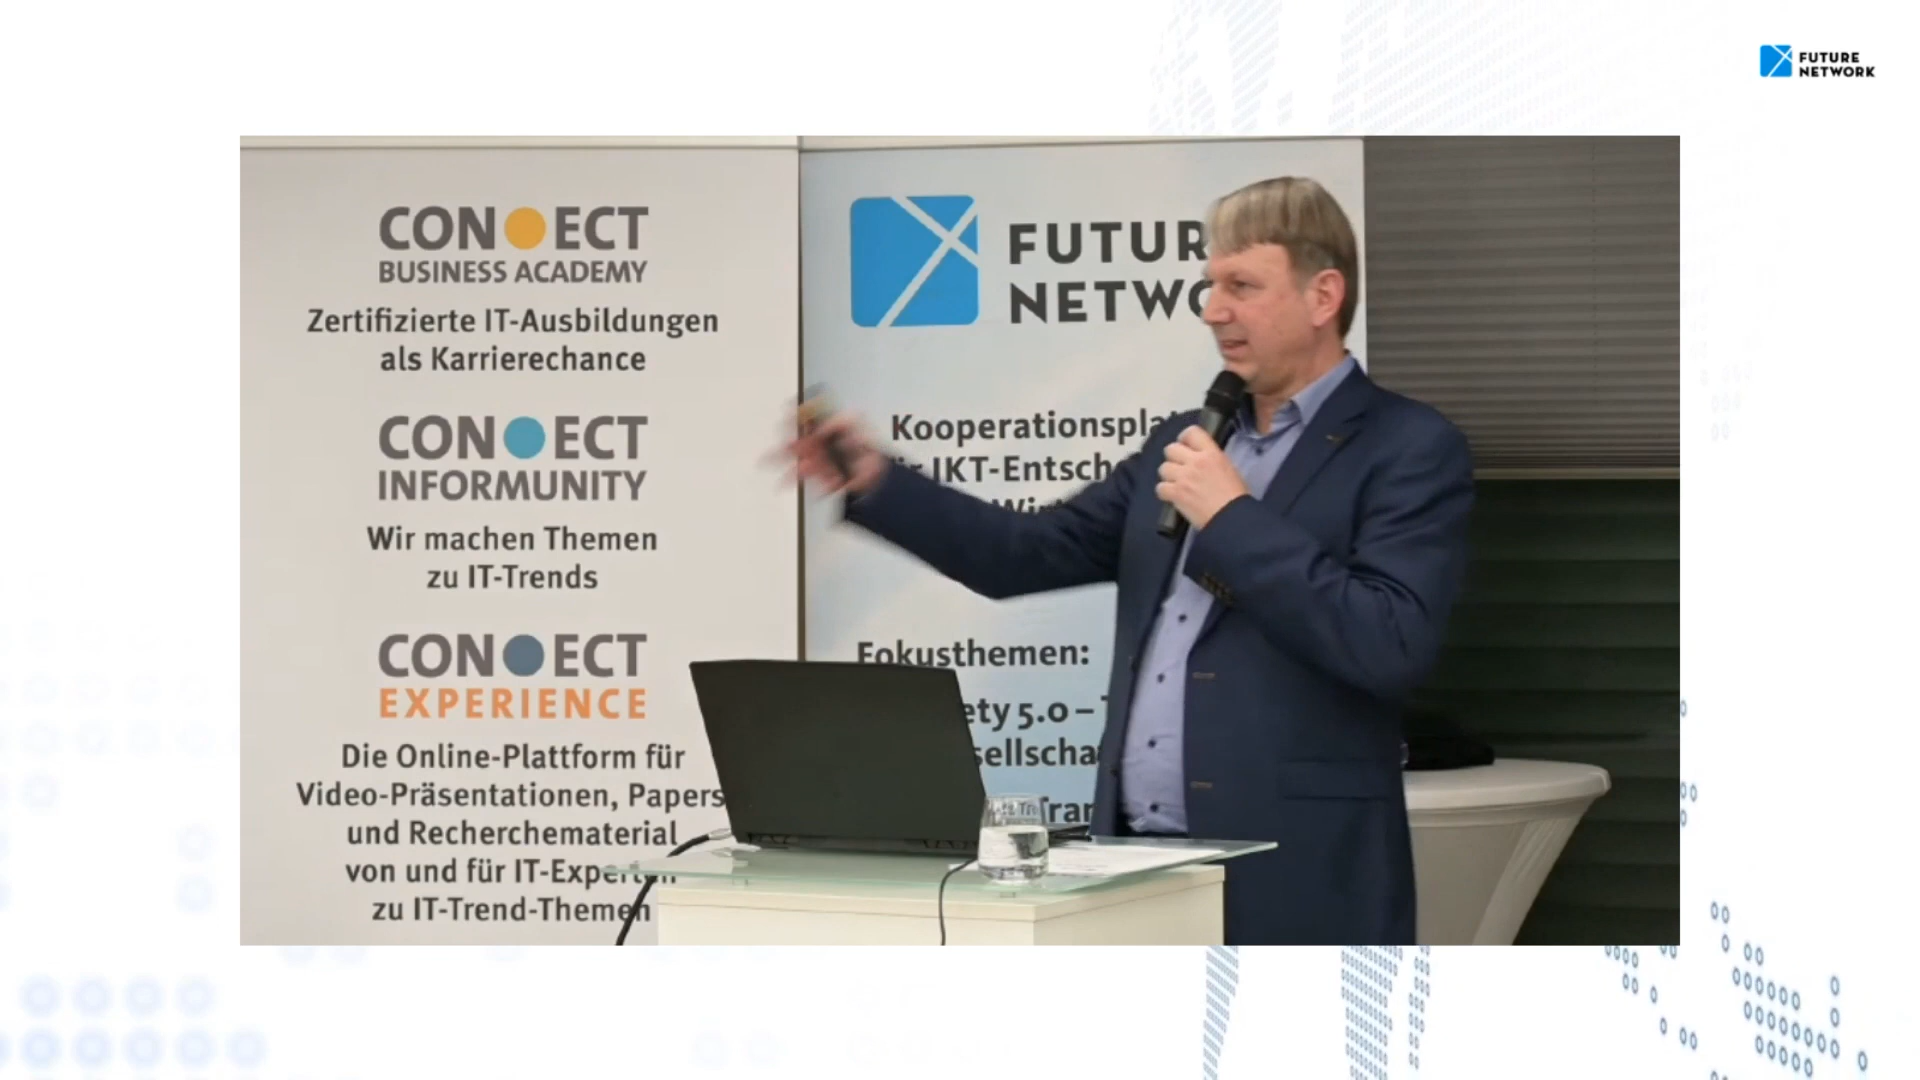 FUTURE
NETWORK
CON ECT
BUSINESS ACADEMY
Zertifizierte IT-Ausbildungen
als Karrierechance
CON ECT
INFORMUNITY
Wir machen Themen
zu IT-Trends
CON ECT
EXPERIENCE
Die Online-Plattform für
Video-Präsentationen, Papers
und Recherchematerial
von und für IT-Experten
zu IT-Trend-Themen
FUTUR
NETWO
Kooperationspla
IKT-Entsch
Fokusthemen:
ety 5.0 –
sellscha
Tran